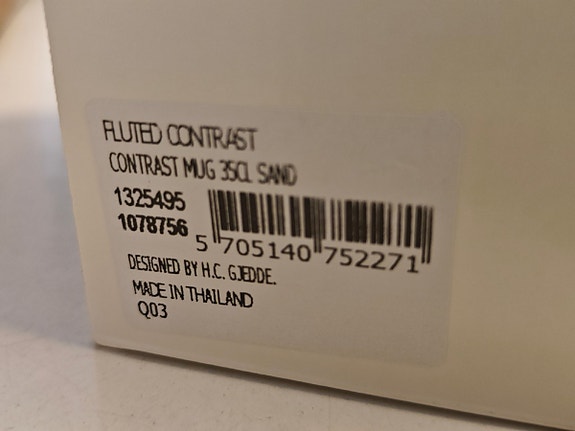 FLUTED CONTRAST
CONTRAST MUG 35CL SAND
1325495
1078756
5 705140 752271
DESIGNED BY H.C. GJEDDE.
MADE IN THAILAND
Q03